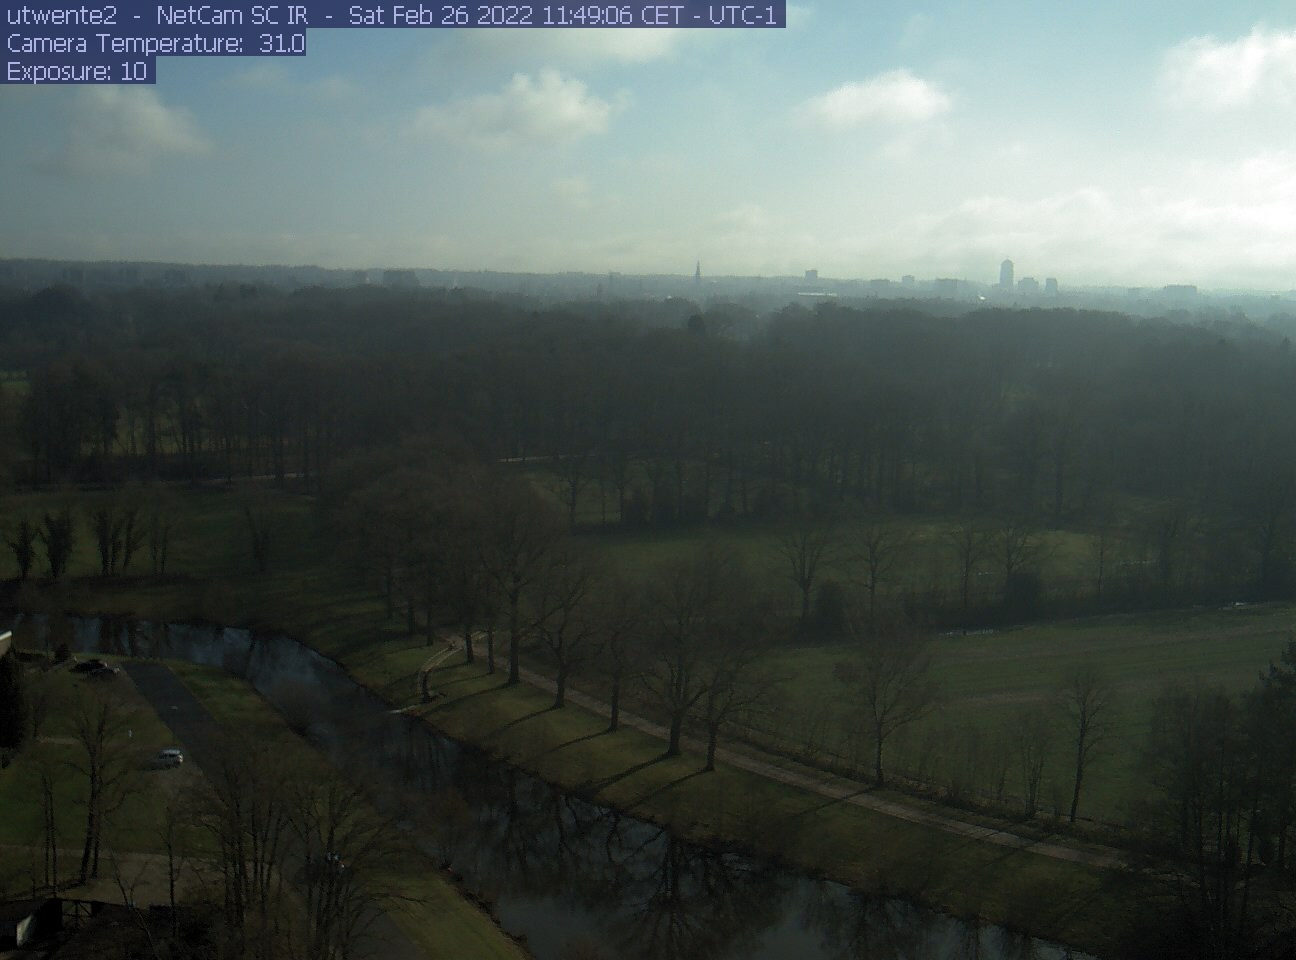 utwente2 - NetCam SC IR - Sat Feb 26 2022 11:49:06 CET - UTC-1
Camera Temperature: 31.0
Exposure: 10